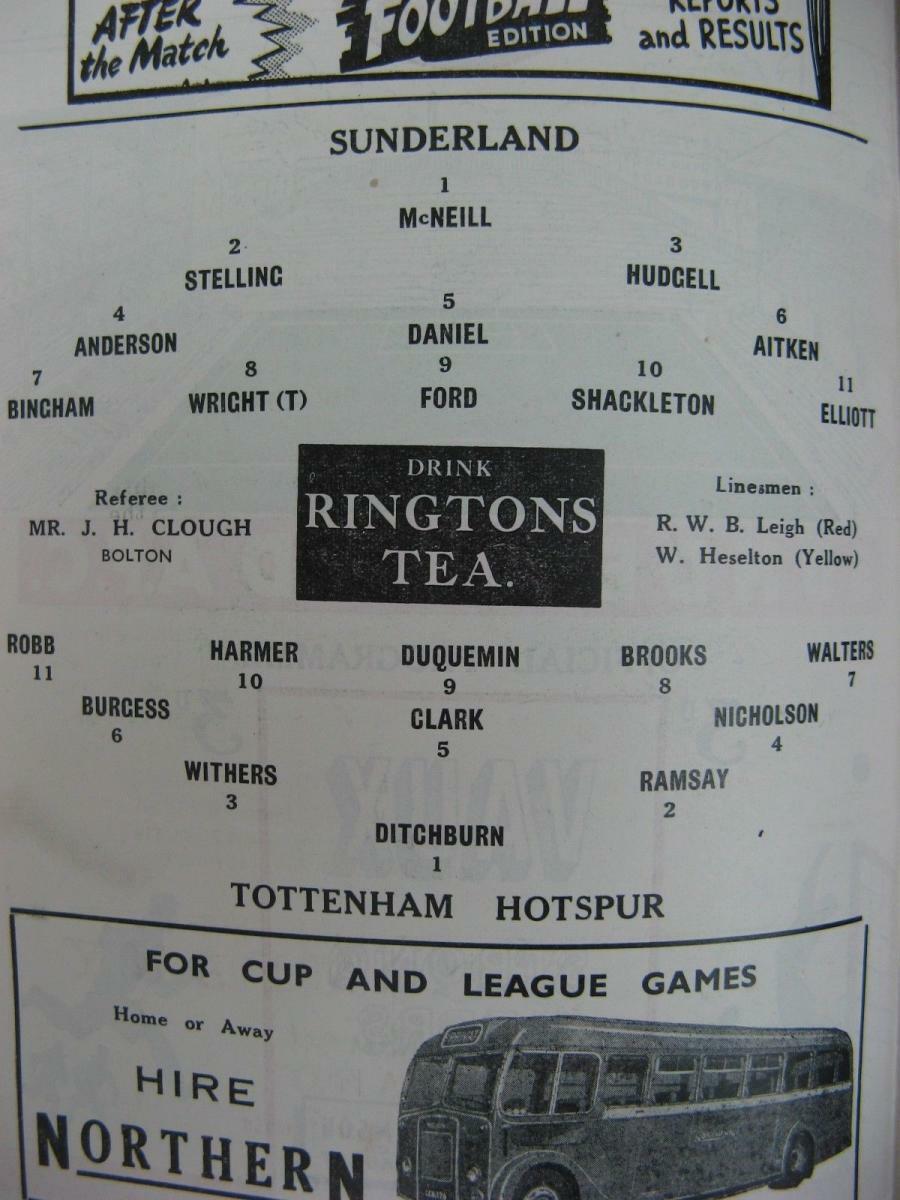 AFTER
the Match
FOOTBALL
EDITION
REPORTS
and RESULTS
SUNDERLAND
1
McNEILL
2
STELLING
3
HUDGELL
4
ANDERSON
5
DANIEL
6
AITKEN
7
BINGHAM
8
WRIGHT (T)
9
FORD
10
SHACKLETON
11
ELLIOTT
Referee :
MR. J. H. CLOUGH
BOLTON
DRINK
RINGTONS
TEA.
Linesmen :
R. W. B. Leigh (Red)
W. Heselton (Yellow)
ROBB
11
HARMER
10
DUQUEMIN
9
BROOKS
8
WALTERS
7
BURGESS
6
CLARK
5
NICHOLSON
4
WITHERS
3
RAMSAY
2
DITCHBURN
1
TOTTENHAM HOTSPUR
FOR CUP AND LEAGUE GAMES
Home or Away
HIRE
NORTHERN